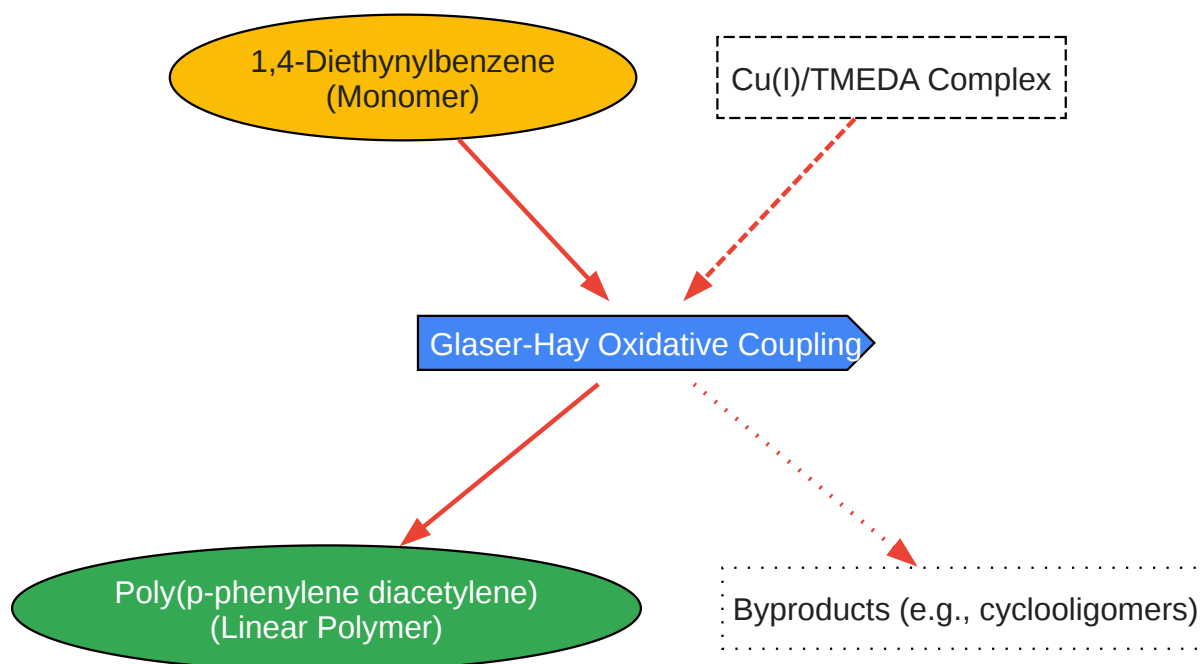 1,4-Diethynylbenzene
(Monomer)
Cu(I)/TMEDA Complex
Glaser-Hay Oxidative Coupling
Poly(p-phenylene diacetylene)
(Linear Polymer)
Byproducts (e.g., cyclooligomers)